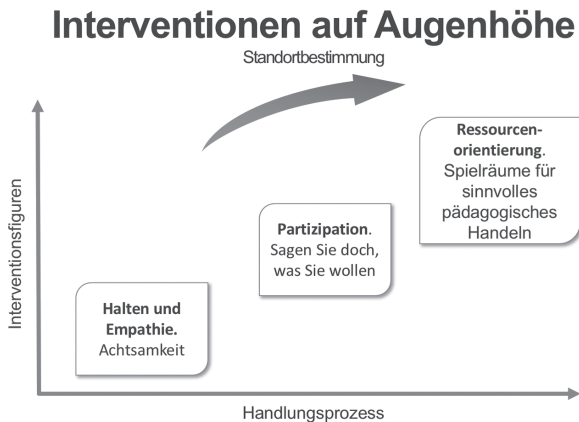 Interventionen auf Augenhöhe
Standortbestimmung
Interventionsfiguren
Ressourcen-
orientierung.
Spielräume für
sinnvolles
pädagogisches
Handeln
Partizipation.
Sagen Sie doch,
was Sie wollen
Halten und
Empathie.
Achtsamkeit
Handlungsprozess